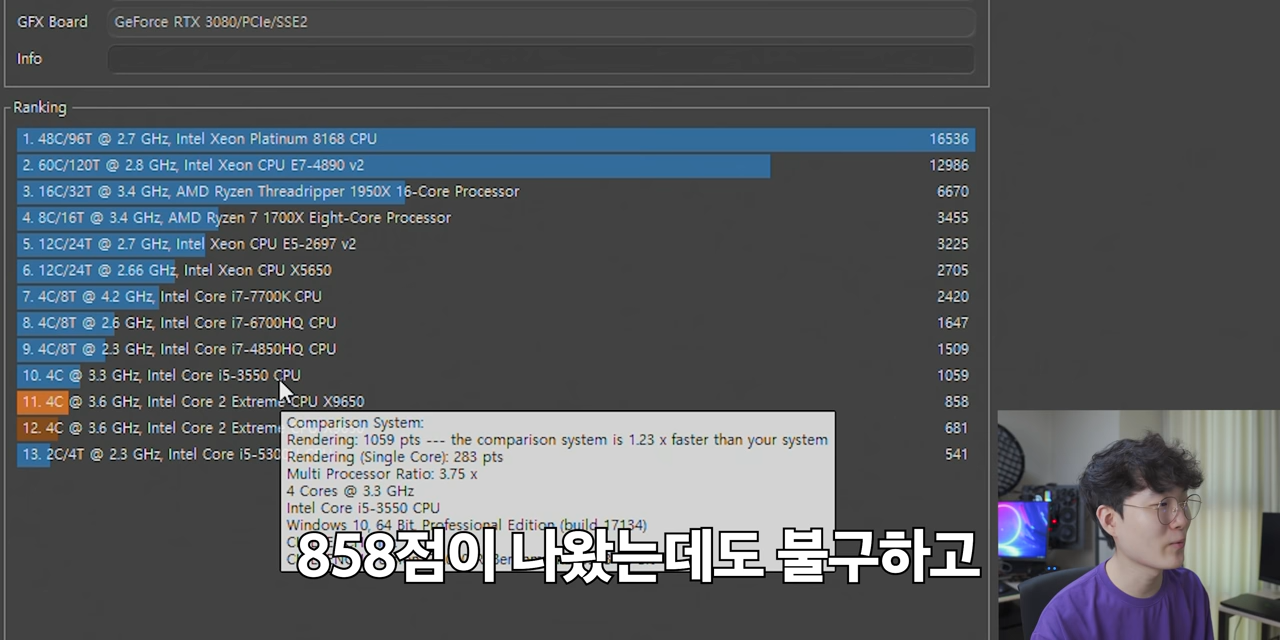 GFX Board GeForce RTX 3080/PCIe/SSE2
Info
Ranking
1. 48C/96T @ 2.7 GHz, Intel Xeon Platinum 8168 CPU 16536
2. 60C/120T @ 2.8 GHz, Intel Xeon CPU E7-4890 v2 12986
3. 16C/32T @ 3.4 GHz, AMD Ryzen Threadripper 1950X 16-Core Processor 6670
4. 8C/16T @ 3.4 GHz, AMD Ryzen 7 1700X Eight-Core Processor 3455
5. 12C/24T @ 2.7 GHz, Intel Xeon CPU E5-2697 v2 3225
6. 12C/24T @ 2.66 GHz, Intel Xeon CPU X5650 2705
7. 4C/8T @ 4.2 GHz, Intel Core i7-7700K CPU 2420
8. 4C/8T @ 2.6 GHz, Intel Core i7-6700HQ CPU 1647
9. 4C/8T @ 2.3 GHz, Intel Core i7-4850HQ CPU 1509
10. 4C @ 3.3 GHz, Intel Core i5-3550 CPU 1059
11. 4C @ 3.6 GHz, Intel Core 2 Extreme CPU X9650 858
12. 4C @ 3.6 GHz, Intel Core 2 Extreme 681
13. 2C/4T @ 2.3 GHz, Intel Core i5-530 541
Comparison System:
Rendering: 1059 pts --- the comparison system is 1.23 x faster than your system
Rendering (Single Core): 283 pts
Multi Processor Ratio: 3.75 x
4 Cores @ 3.3 GHz
Intel Core i5-3550 CPU
Windows 10, 64 Bit, Professional Edition (build 17134)
858점이 나왔는데도 불구하고